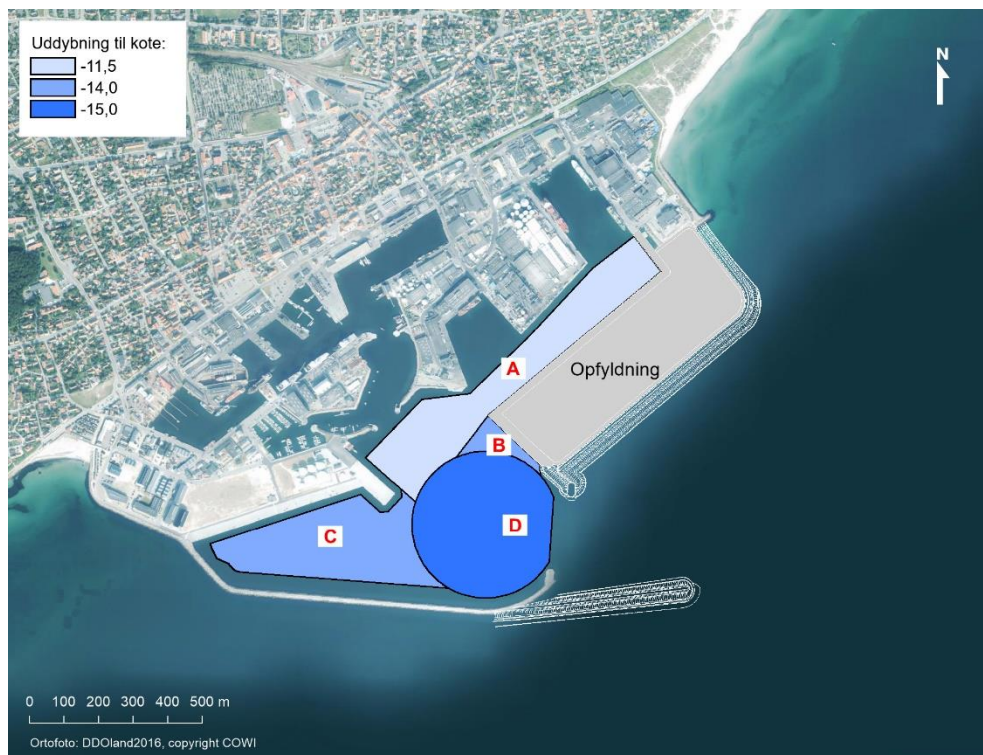 Uddybning til kote:
-11,5
-14,0
-15,0
N
A
Opfyldning
B
D
C
0 100 200 300 400 500 m
Ortofoto: DDOland2016, copyright COWI